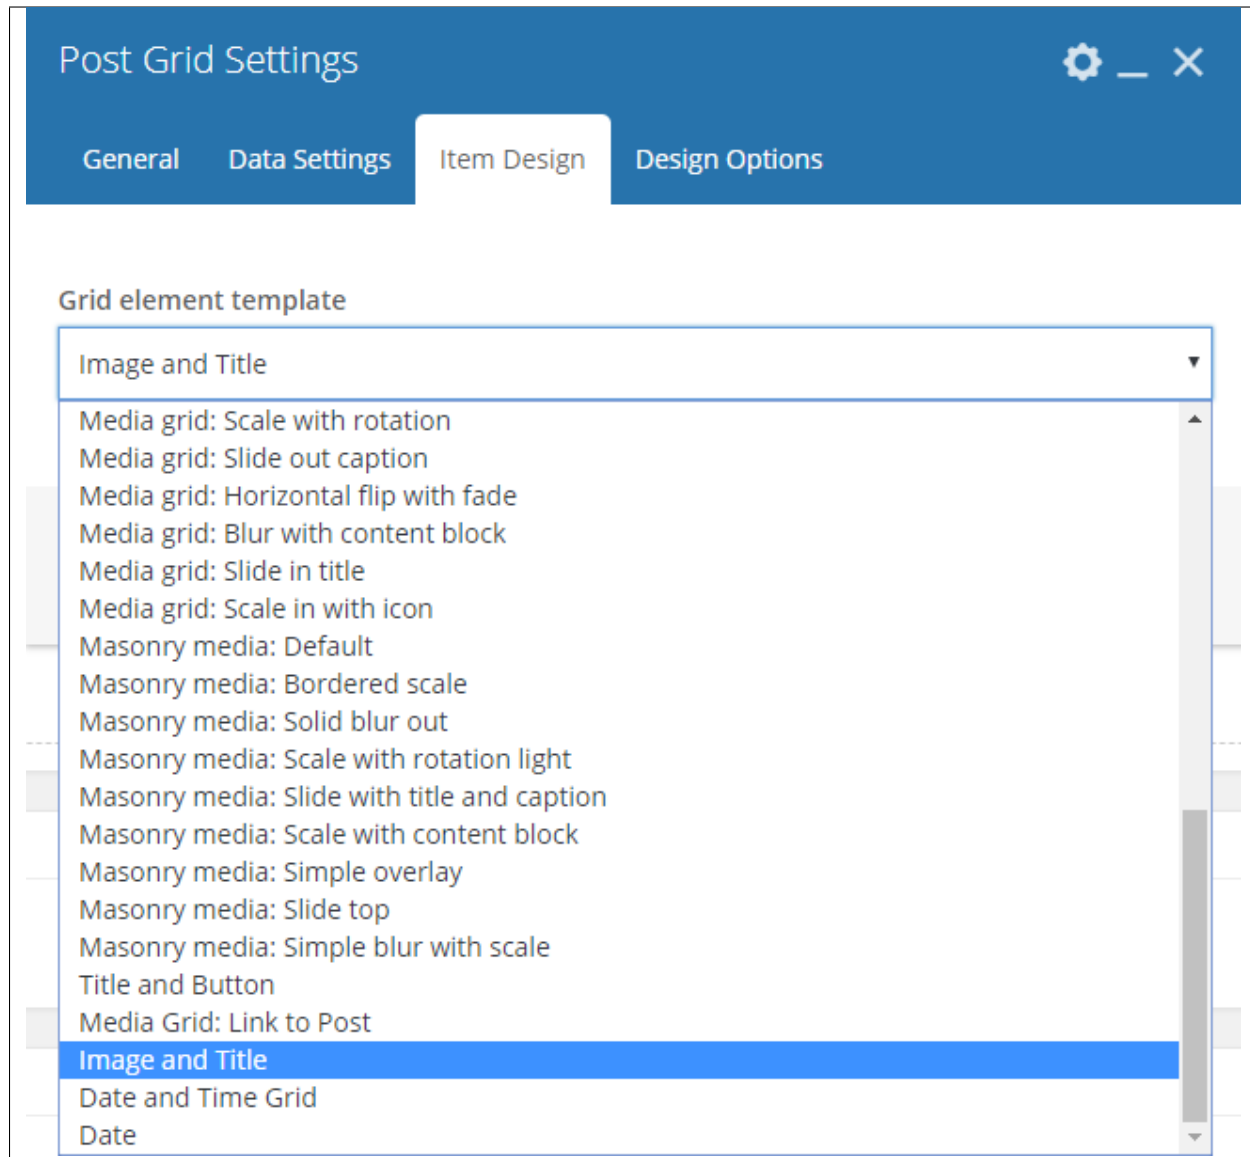 Post Grid Settings
General Data Settings Item Design Design Options
Grid element template
Image and Title
Media grid: Scale with rotation
Media grid: Slide out caption
Media grid: Horizontal flip with fade
Media grid: Blur with content block
Media grid: Slide in title
Media grid: Scale in with icon
Masonry media: Default
Masonry media: Bordered scale
Masonry media: Solid blur out
Masonry media: Scale with rotation light
Masonry media: Slide with title and caption
Masonry media: Scale with content block
Masonry media: Simple overlay
Masonry media: Slide top
Masonry media: Simple blur with scale
Title and Button
Media Grid: Link to Post
Image and Title
Date and Time Grid
Date